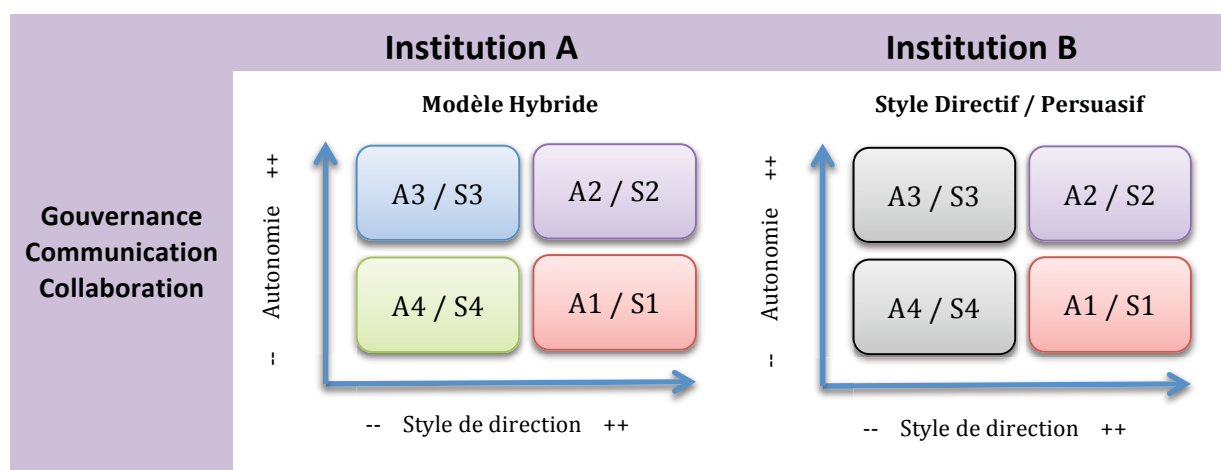 Institution A
Institution B
Gouvernance
Communication
Collaboration
Modèle Hybride
-- Autonomie ++
A3 / S3
A2 / S2
A4 / S4
A1 / S1
-- Style de direction ++
Style Directif / Persuasif
-- Autonomie ++
A3 / S3
A2 / S2
A4 / S4
A1 / S1
-- Style de direction ++